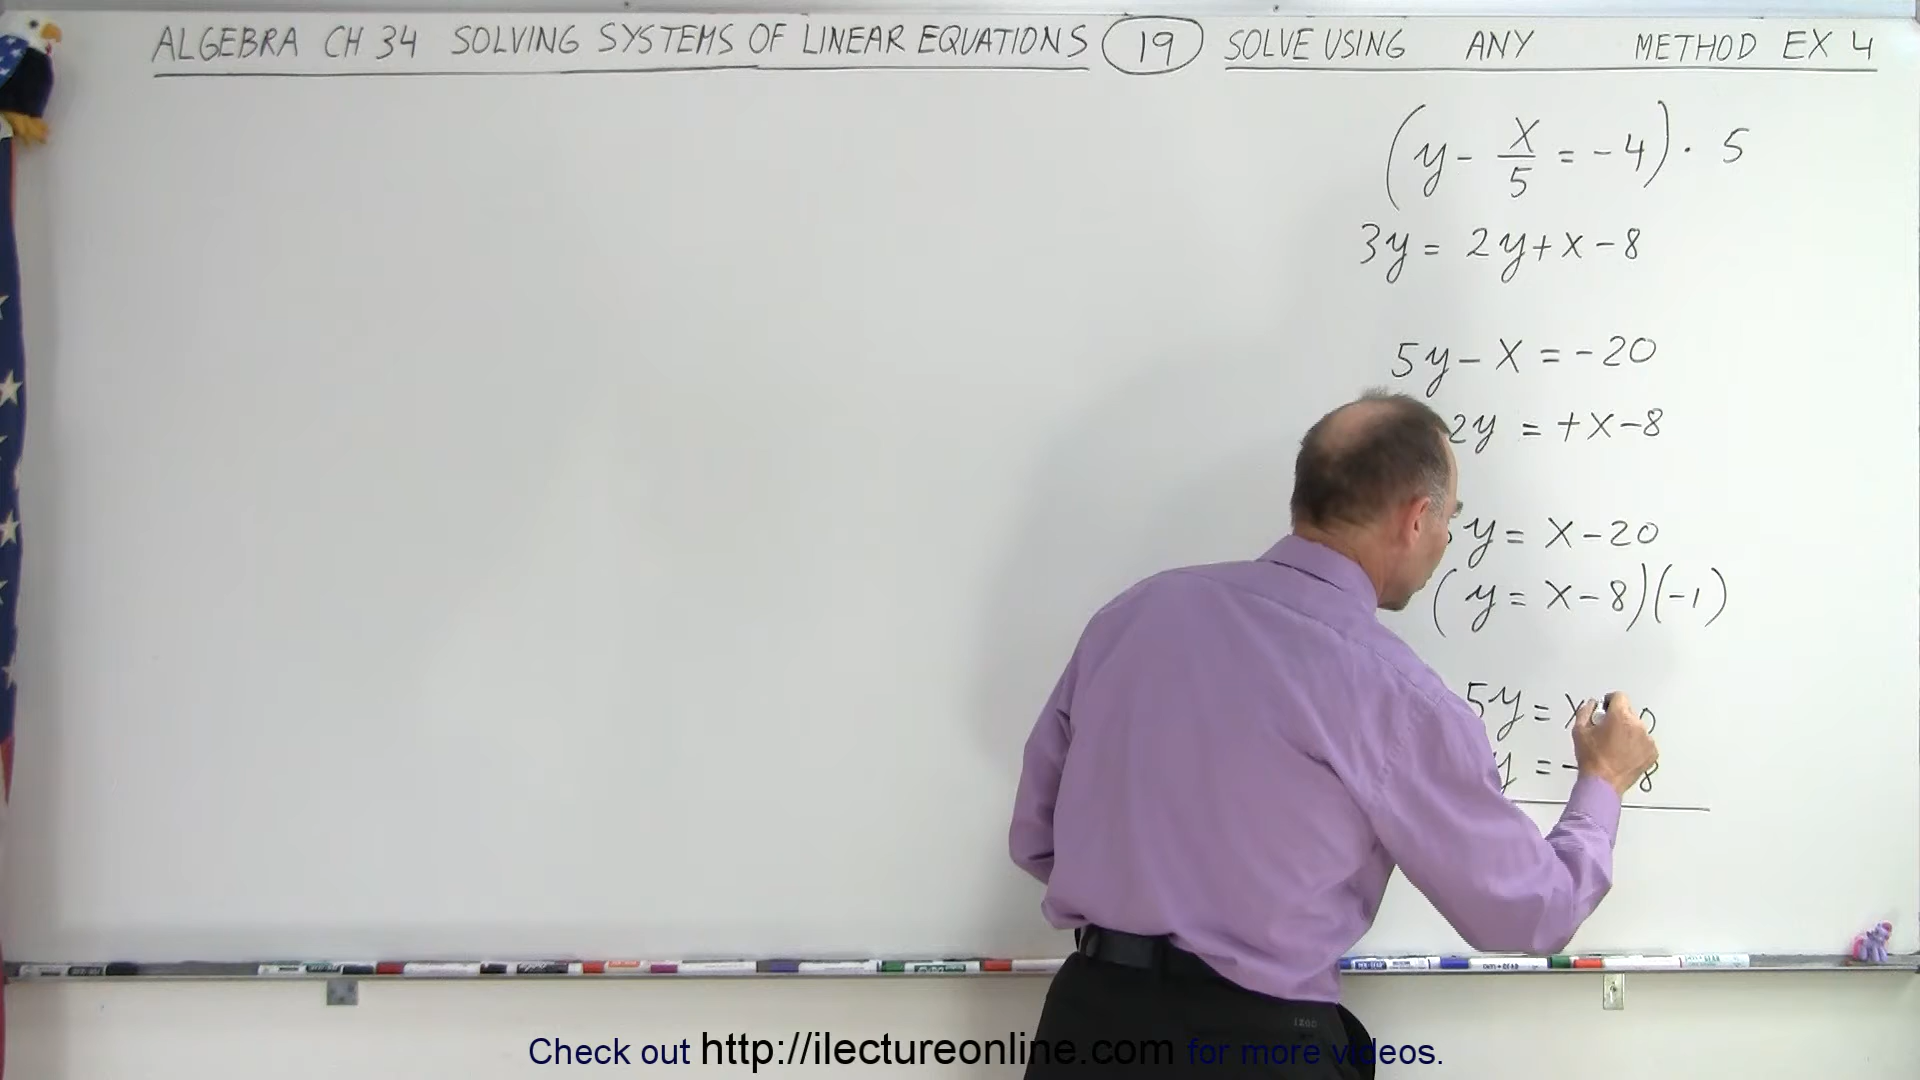 ALGEBRA CH 34 SOLVING SYSTEMS OF LINEAR EQUATIONS (19) SOLVE USING ANY METHOD EX 4
(y - x/5 = -4) · 5
3y = 2y + x - 8
5y - x = -20
2y = + x - 8
y = x - 20
(y = x - 8)(-1)
5y = x
y = - 8
Check out http://ilectureonline.com for more videos.